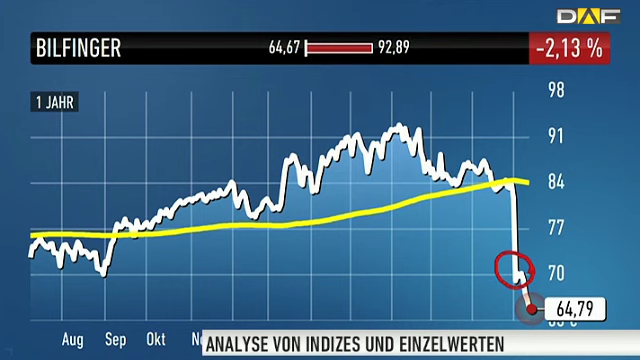 DAF
BILFINGER
64,67
92,89
-2,13 %
1 JAHR
98
91
84
77
70
64,79
Aug
Sep
Okt
ANALYSE VON INDIZES UND EINZELWERTEN